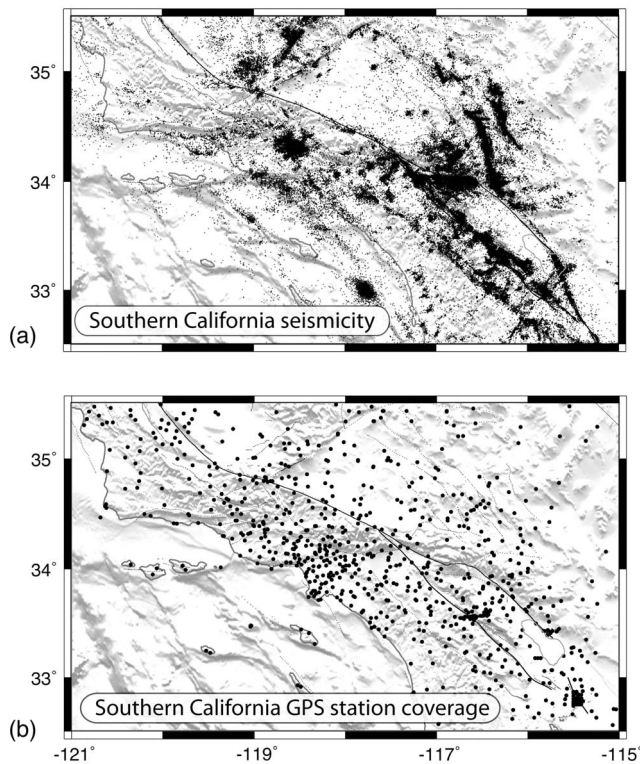 35°
34°
33°
(a)
Southern California seismicity
35°
34°
33°
(b)
Southern California GPS station coverage
-121°
-119°
-117°
-115°